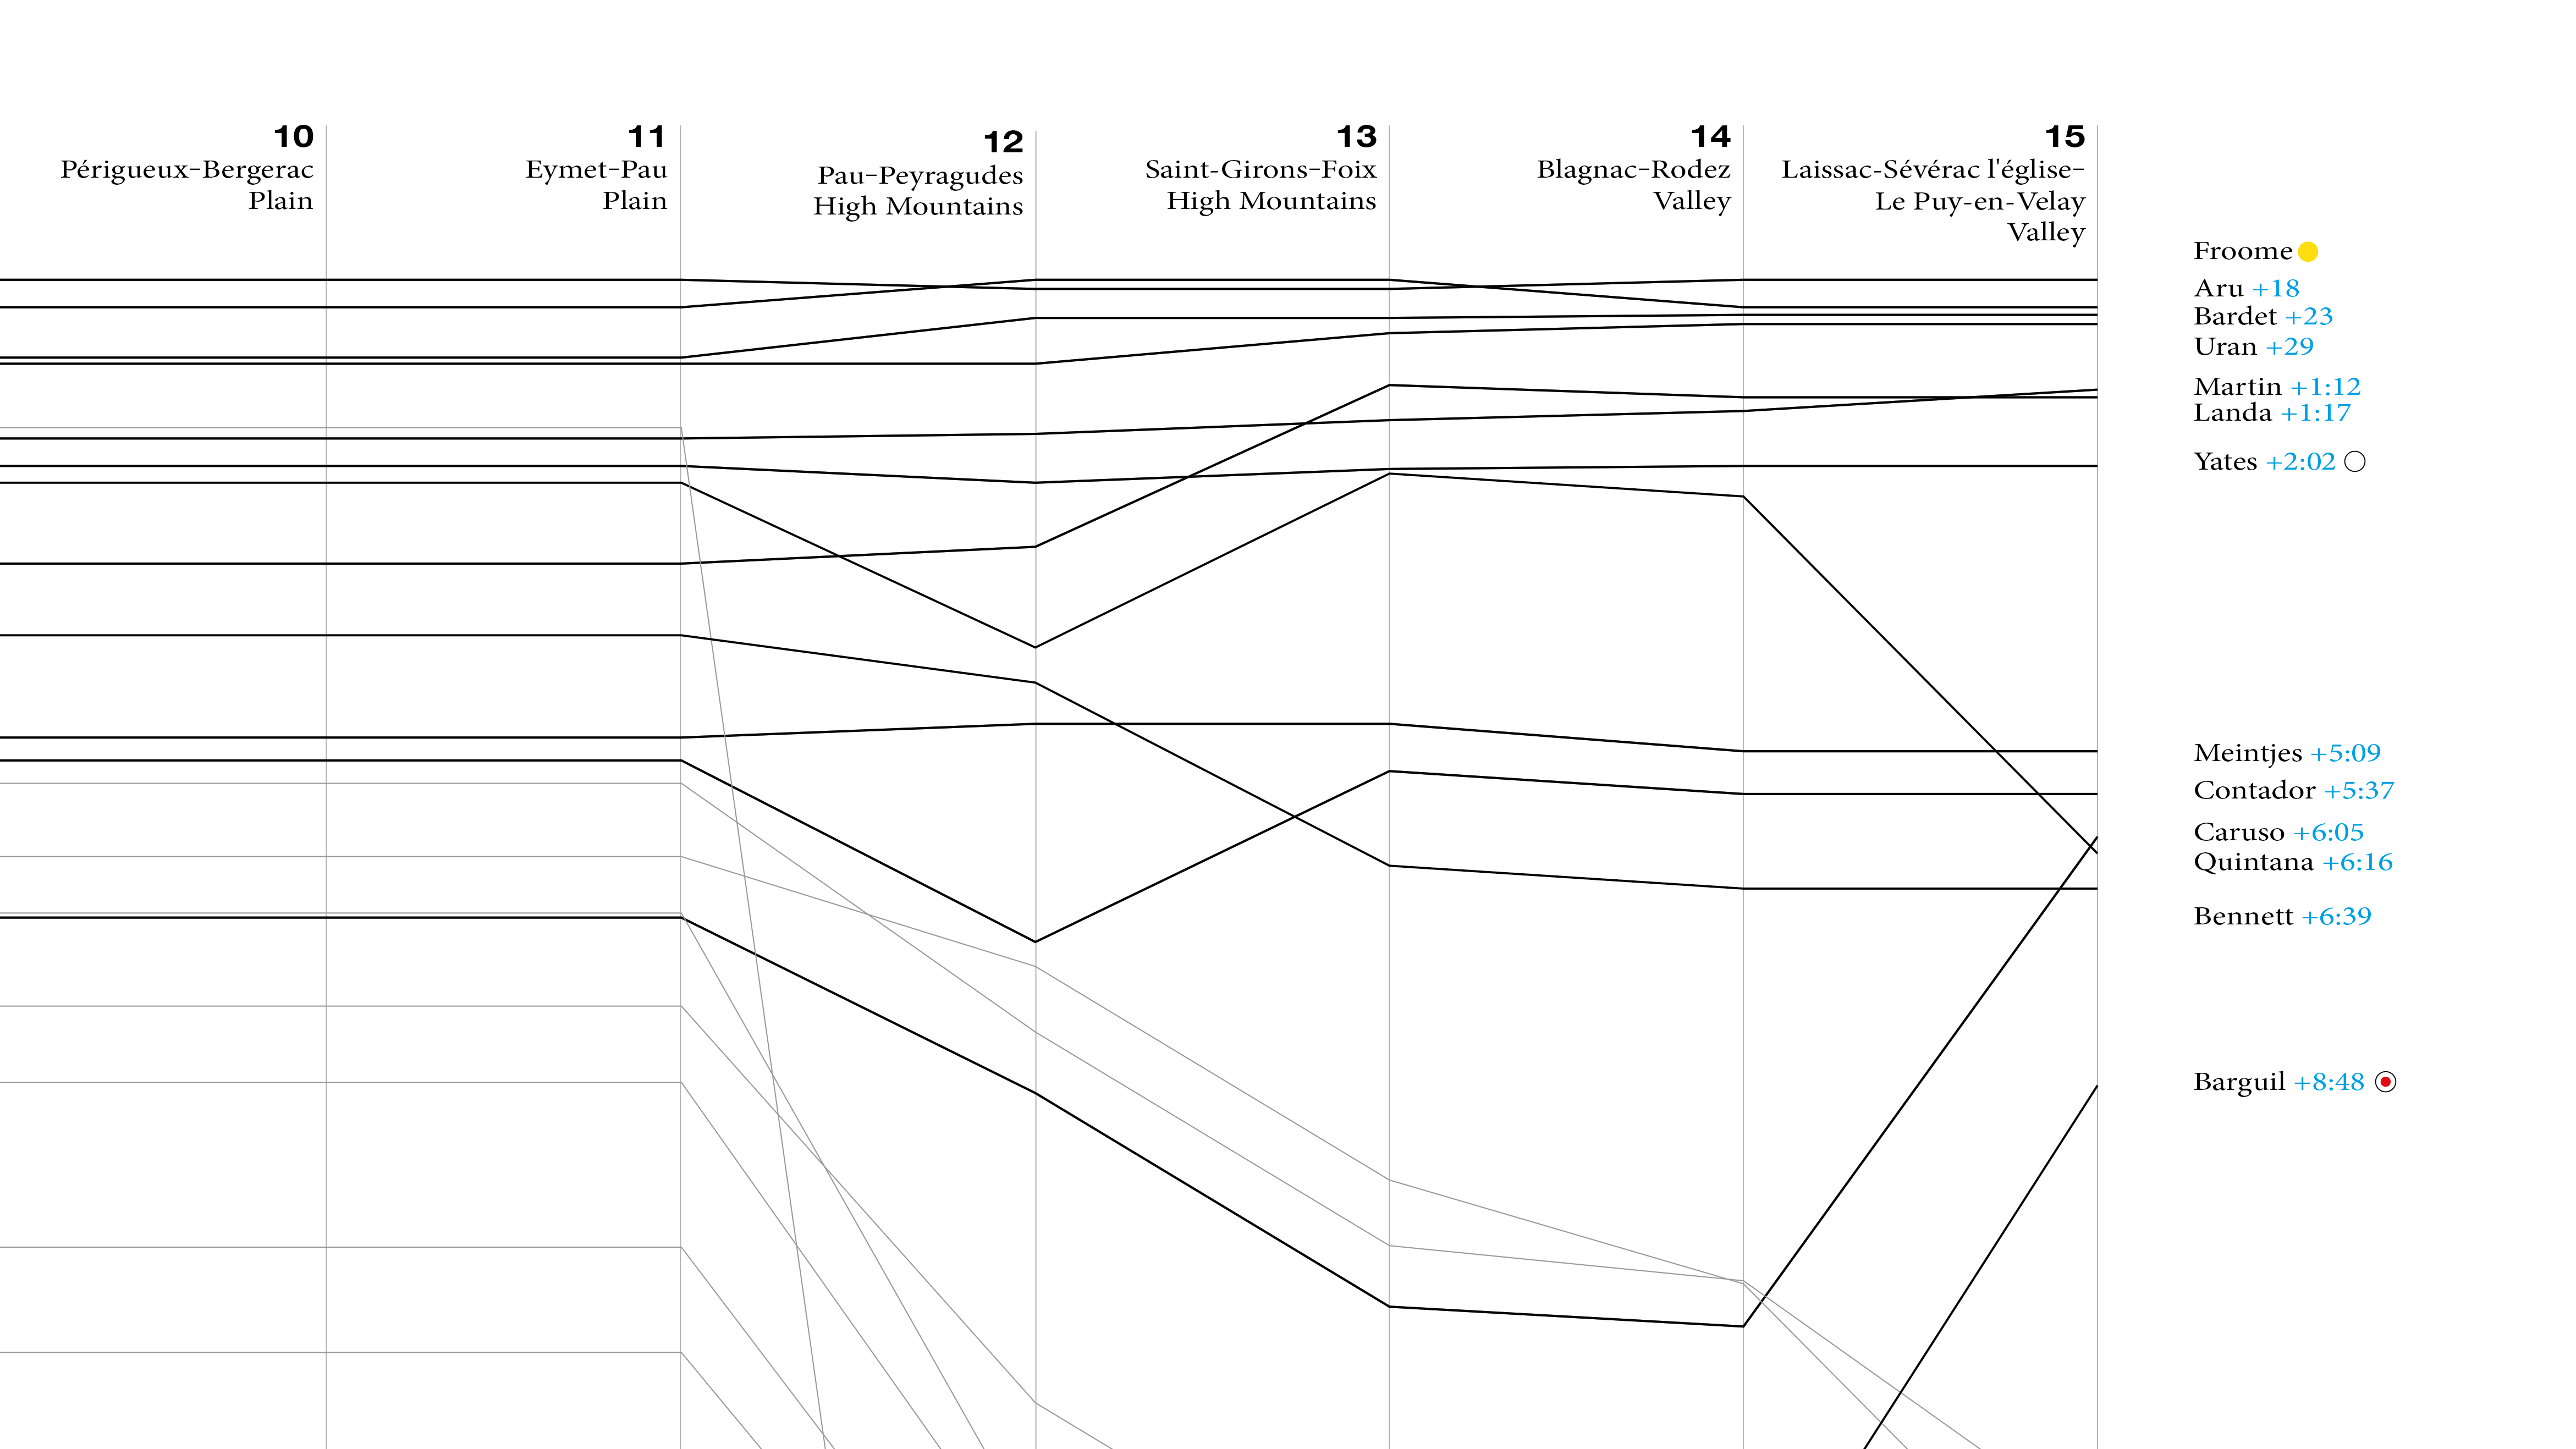 10
Périgueux–Bergerac
Plain
11
Eymet-Pau
Plain
12
Pau–Peyragudes
High Mountains
13
Saint-Girons–Foix
High Mountains
14
Blagnac–Rodez
Valley
15
Laissac-Sévérac l'église–
Le Puy-en-Velay
Valley
Froome
Aru +18
Bardet +23
Uran +29
Martin +1:12
Landa +1:17
Yates +2:02
Meintjes +5:09
Contador +5:37
Caruso +6:05
Quintana +6:16
Bennett +6:39
Barguil +8:48